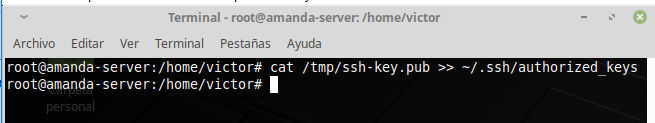 Terminal - root@amanda-server: /home/victor
Archivo Editar Ver Terminal Pestañas Ayuda
root@amanda-server:/home/victor# cat /tmp/ssh-key.pub >> ~/.ssh/authorized_keys
root@amanda-server:/home/victor#
Carpeta
personal